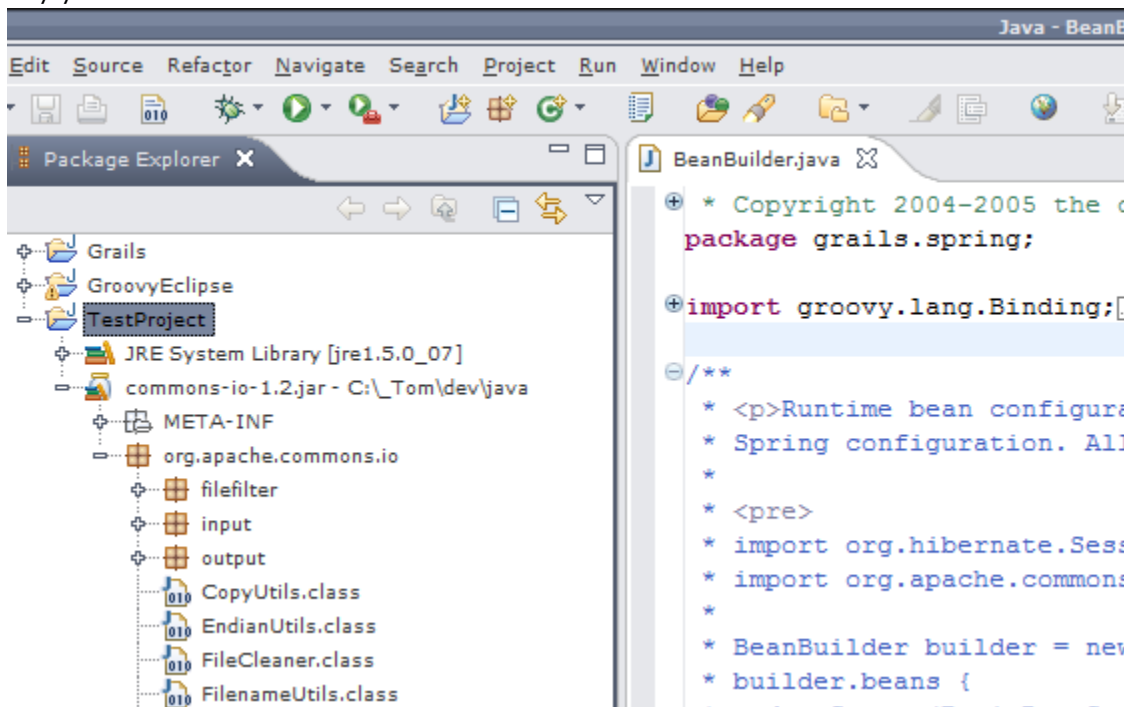 Java - BeanB
Edit Source Refactor Navigate Search Project Run Window Help
Package Explorer
BeanBuilder.java
Grails
GroovyEclipse
TestProject
JRE System Library [jre1.5.0_07]
commons-io-1.2.jar - C:\_Tom\dev\java
META-INF
org.apache.commons.io
filefilter
input
output
CopyUtils.class
EndianUtils.class
FileCleaner.class
FilenameUtils.class
* Copyright 2004-2005 the
package grails.spring;
import groovy.lang.Binding;
/**
* <p>Runtime bean configura
* Spring configuration. All
*
* <pre>
* import org.hibernate.Sess
* import org.apache.commons
*
* BeanBuilder builder = new
* builder.beans {